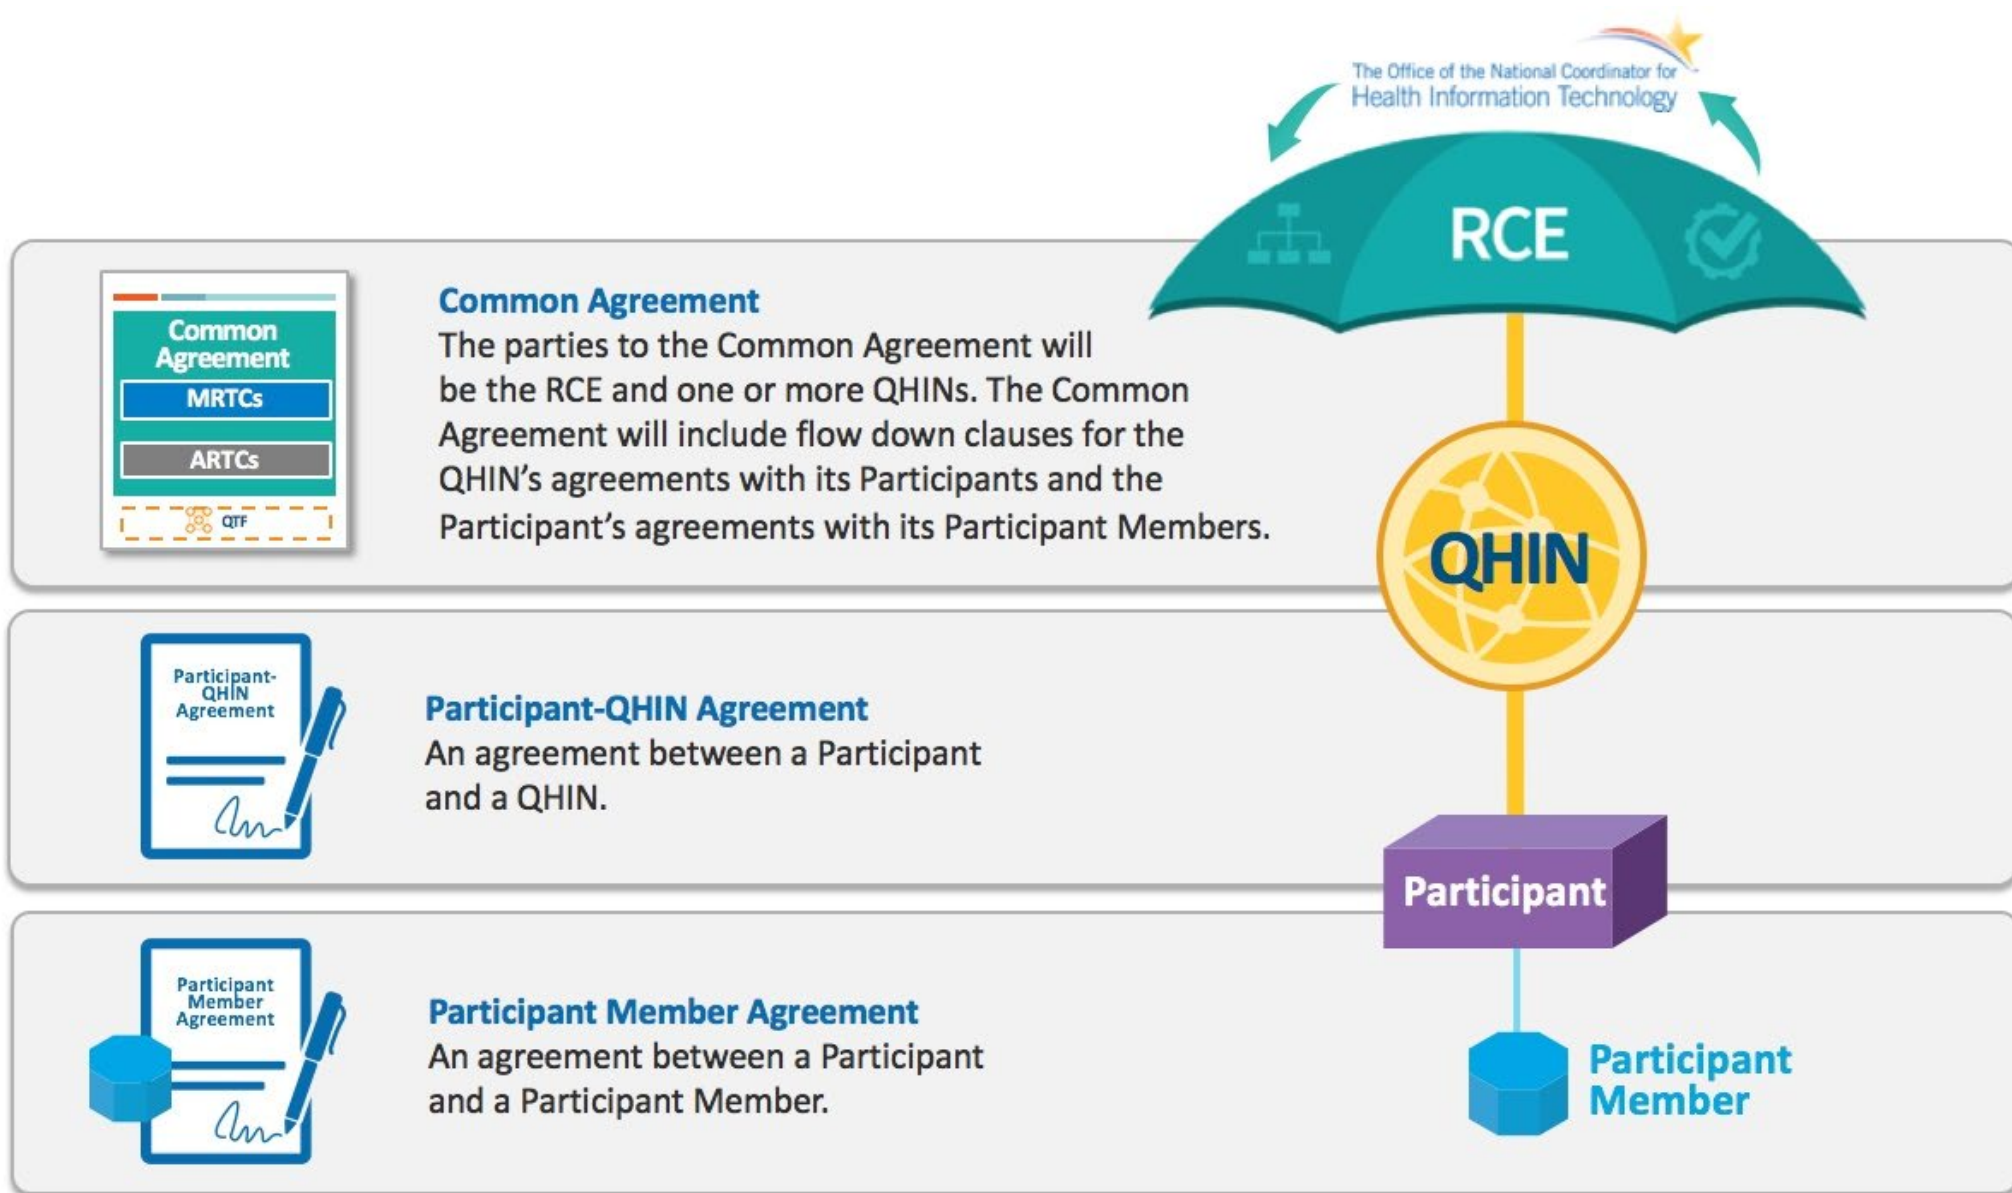 The Office of the National Coordinator for
Health Information Technology
RCE
Common
Agreement
MRTCs
ARTCs
QTF
Common Agreement
The parties to the Common Agreement will
be the RCE and one or more QHINs. The Common
Agreement will include flow down clauses for the
QHIN’s agreements with its Participants and the
Participant’s agreements with its Participant Members.
QHIN
Participant-
QHIN
Agreement
Participant-QHIN Agreement
An agreement between a Participant
and a QHIN.
Participant
Participant
Member
Agreement
Participant Member Agreement
An agreement between a Participant
and a Participant Member.
Participant
Member